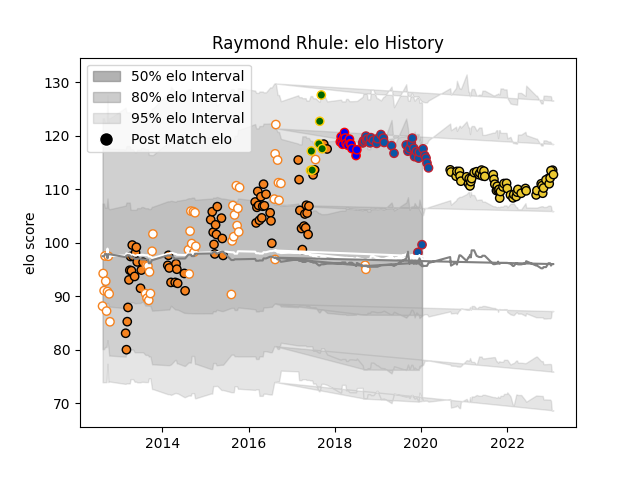 Raymond Rhule: elo History
50% elo Interval
80% elo Interval
95% elo Interval
Post Match elo
elo score
130
120
110
100
90
80
70
2014
2016
2018
2020
2022